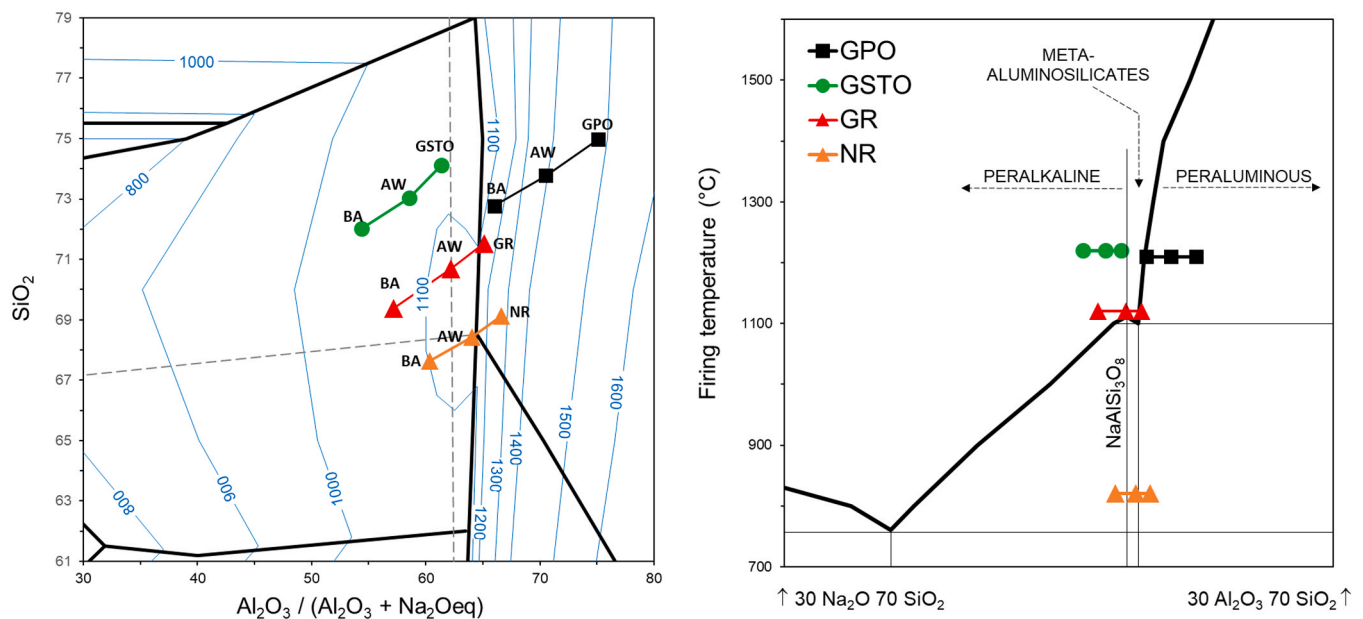 79
77
75
73
71
69
67
65
63
61
SiO₂
1000
800
1100
GPO
AW
BA
GSTO
AW
BA
GR
AW
BA
1100
NR
AW
BA
800
900
1000
1200
1300
1400
1500
1600
30
40
50
60
70
80
Al₂O₃ / (Al₂O₃ + Na₂Oeq)
Firing temperature (°C)
1500
1300
1100
900
700
GPO
GSTO
GR
NR
META-
ALUMINOSILICATES
PERALKALINE
PERALUMINOUS
NaAlSi₃O₈
↑ 30 Na₂O 70 SiO₂
30 Al₂O₃ 70 SiO₂ ↑